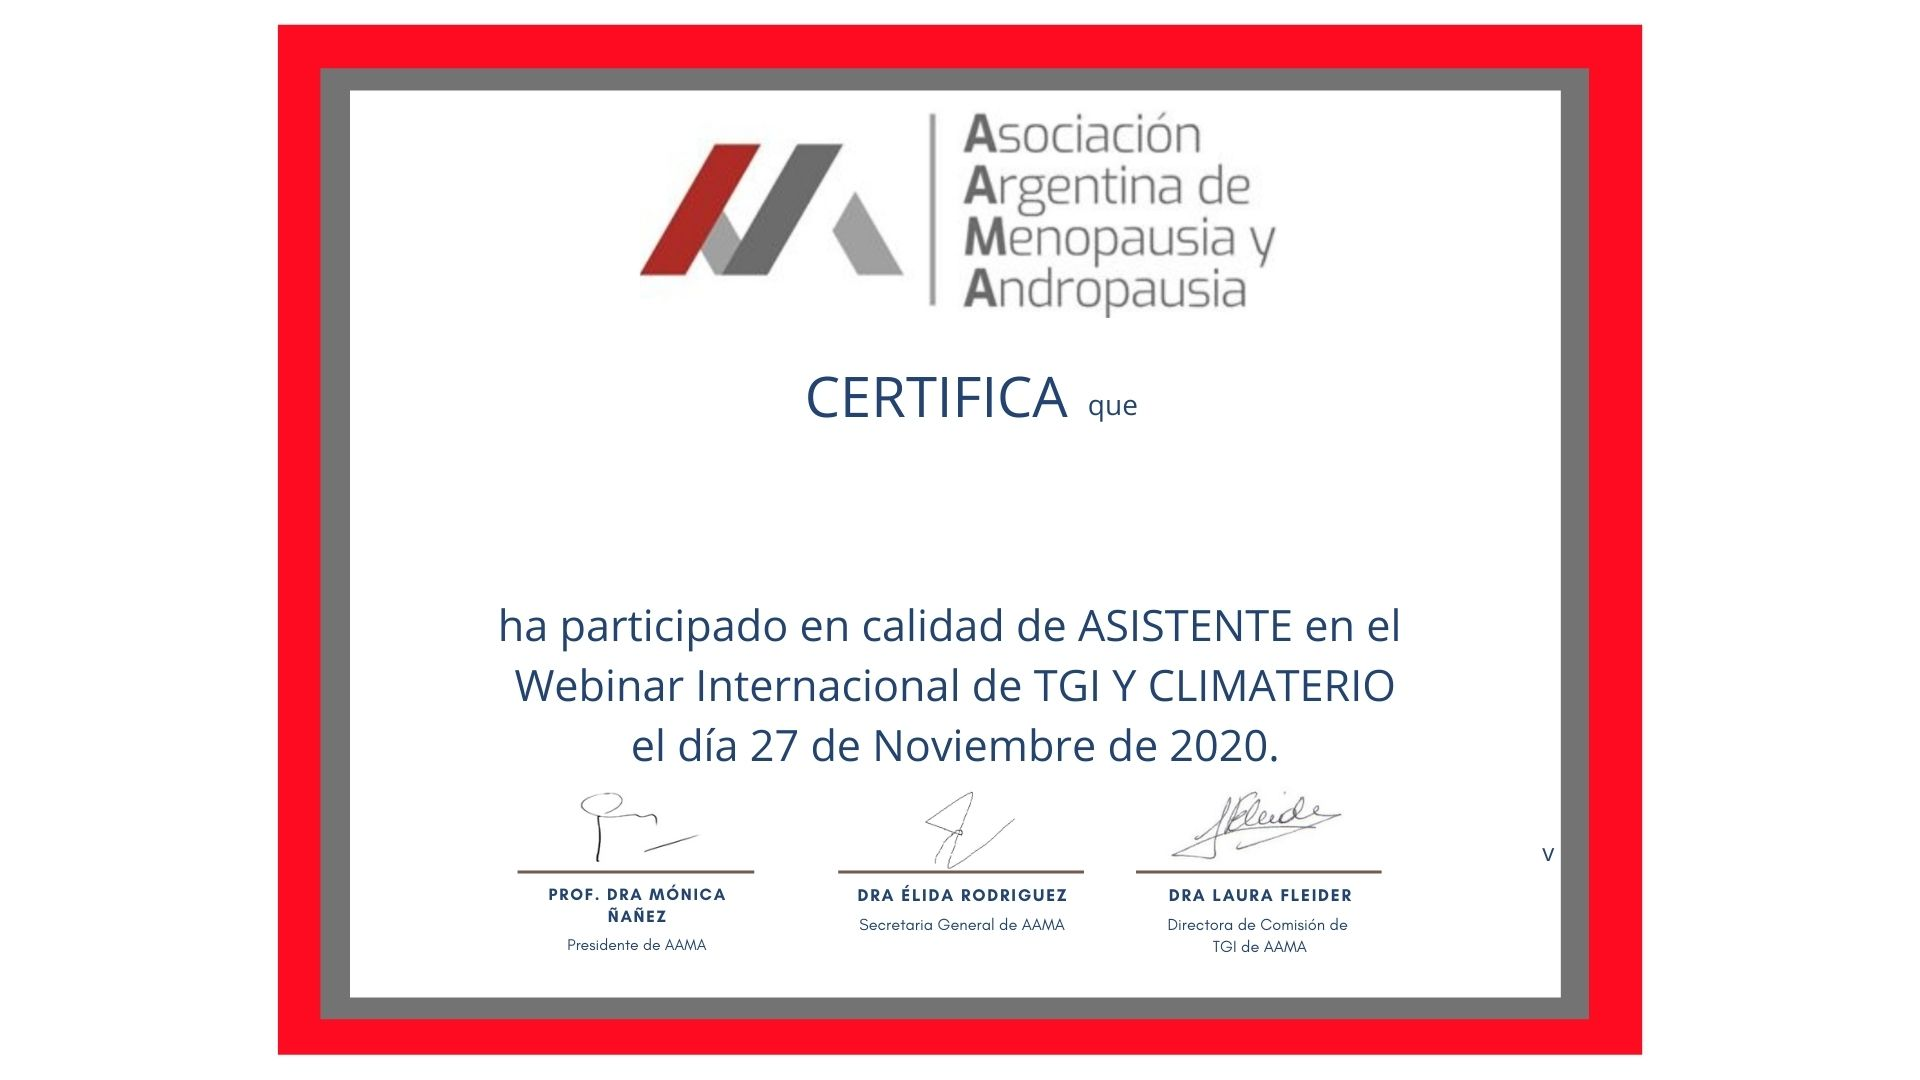 Asociación
Argentina de
Menopausia y
Andropausia
CERTIFICA que
ha participado en calidad de ASISTENTE en el
Webinar Internacional de TGI Y CLIMATERIO
el día 27 de Noviembre de 2020.
Fleider
v
PROF. DRA MÓNICA
ÑAÑEZ
Presidente de AAMA
DRA ÉLIDA RODRIGUEZ
Secretaria General de AAMA
DRA LAURA FLEIDER
Directora de Comisión de
TGI de AAMA